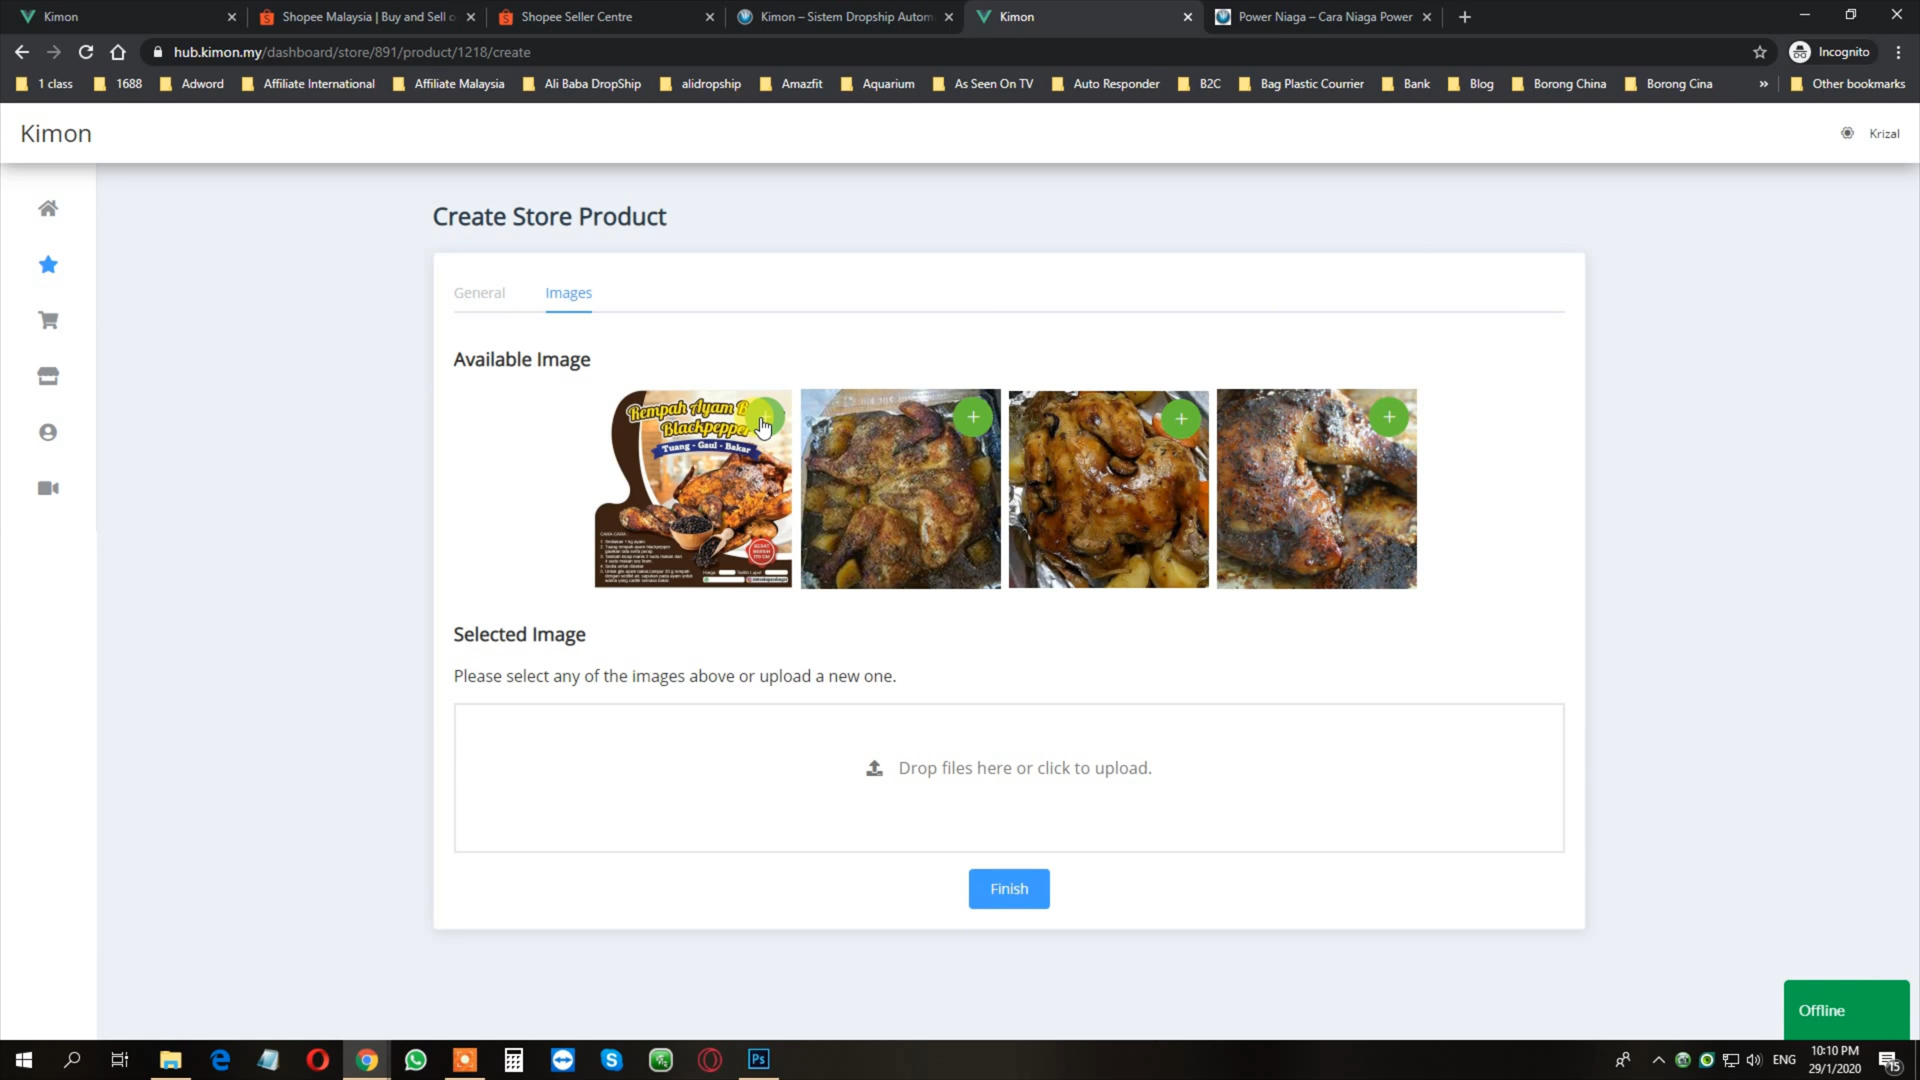 Kimon
Shopee Malaysia | Buy and Sell o
Shopee Seller Centre
Kimon – Sistem Dropship Autom
Kimon
Power Niaga – Cara Niaga Power
hub.kimon.my/dashboard/store/891/product/1218/create
Incognito
1 class
1688
Adword
Affiliate International
Affiliate Malaysia
Ali Baba DropShip
alidropship
Amazfit
Aquarium
As Seen On TV
Auto Responder
B2C
Bag Plastic Courrier
Bank
Blog
Borong China
Borong Cina
»
Other bookmarks
Kimon
Krizal
Create Store Product
General
Images
Available Image
Rempah Ayam B
Blackpepper
Tuang - Gaul - Bakar
Selected Image
Please select any of the images above or upload a new one.
Drop files here or click to upload.
Finish
Offline
Ps
ENG
10:10 PM
29/1/2020
15